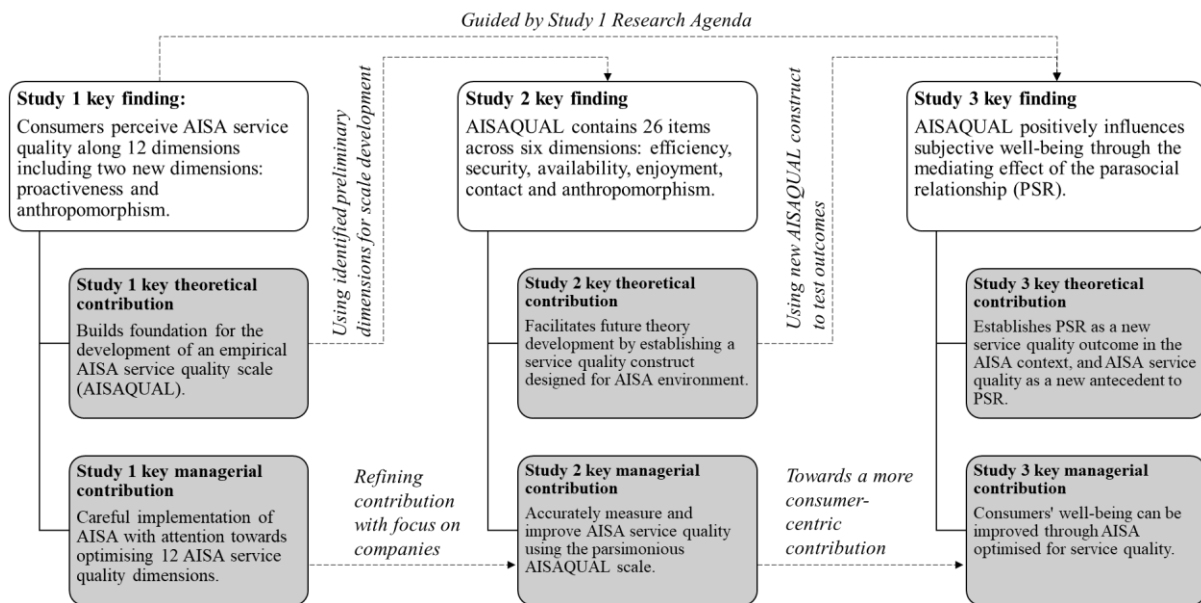 Guided by Study 1 Research Agenda
Study 1 key finding:
Consumers perceive AISA service
quality along 12 dimensions
including two new dimensions:
proactiveness and
anthropomorphism.
Using identified preliminary
dimensions for scale development
Study 2 key finding
AISAQUAL contains 26 items
across six dimensions: efficiency,
security, availability, enjoyment,
contact and anthropomorphism.
Using new AISAQUAL construct
to test outcomes
Study 3 key finding
AISAQUAL positively influences
subjective well-being through the
mediating effect of the parasocial
relationship (PSR).
Study 1 key theoretical
contribution
Builds foundation for the
development of an empirical
AISA service quality scale
(AISAQUAL).
Study 2 key theoretical
contribution
Facilitates future theory
development by establishing a
service quality construct
designed for AISA environment.
Study 3 key theoretical
contribution
Establishes PSR as a new
service quality outcome in the
AISA context, and AISA service
quality as a new antecedent to
PSR.
Study 1 key managerial
contribution
Careful implementation of
AISA with attention towards
optimising 12 AISA service
quality dimensions.
Refining
contribution
with focus on
companies
Study 2 key managerial
contribution
Accurately measure and
improve AISA service quality
using the parsimonious
AISAQUAL scale.
Towards a more
consumer-
centric
contribution
Study 3 key managerial
contribution
Consumers' well-being can be
improved through AISA
optimised for service quality.